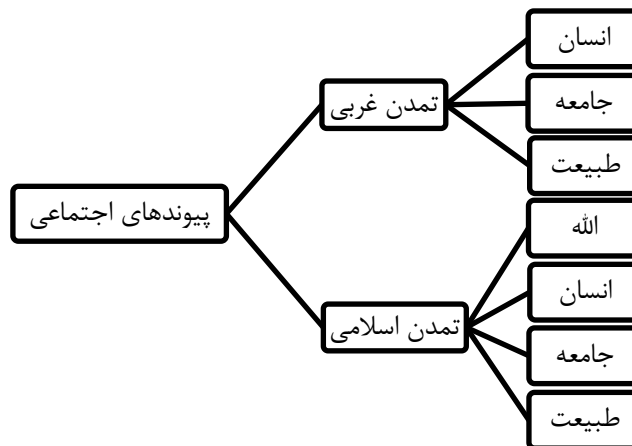 پیوندهای اجتماعی
تمدن غربی
انسان
جامعه
طبیعت
تمدن اسلامی
الله
انسان
جامعه
طبیعت